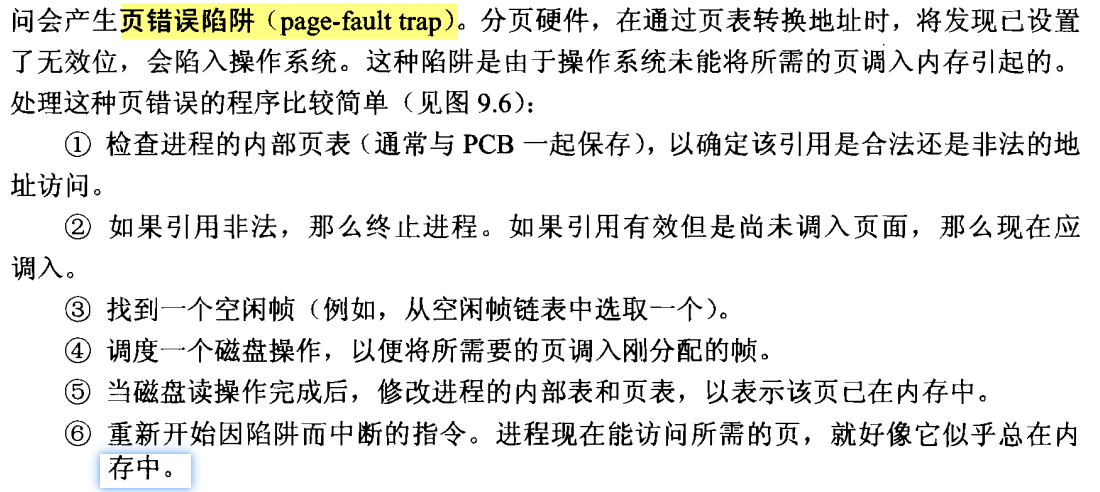 问会产生页错误陷阱（page-fault trap）。分页硬件，在通过页表转换地址时，将发现已设置
了无效位，会陷入操作系统。这种陷阱是由于操作系统未能将所需的页调入内存引起的。
处理这种页错误的程序比较简单（见图 9.6）：
① 检查进程的内部页表（通常与 PCB 一起保存），以确定该引用是合法还是非法的地
址访问。
② 如果引用非法，那么终止进程。如果引用有效但是尚未调入页面，那么现在应
调入。
③ 找到一个空闲帧（例如，从空闲帧链表中选取一个）。
④ 调度一个磁盘操作，以便将所需要的页调入刚分配的帧。
⑤ 当磁盘读操作完成后，修改进程的内部表和页表，以表示该页已在内存中。
⑥ 重新开始因陷阱而中断的指令。进程现在能访问所需的页，就好像它似乎总在内
存中。